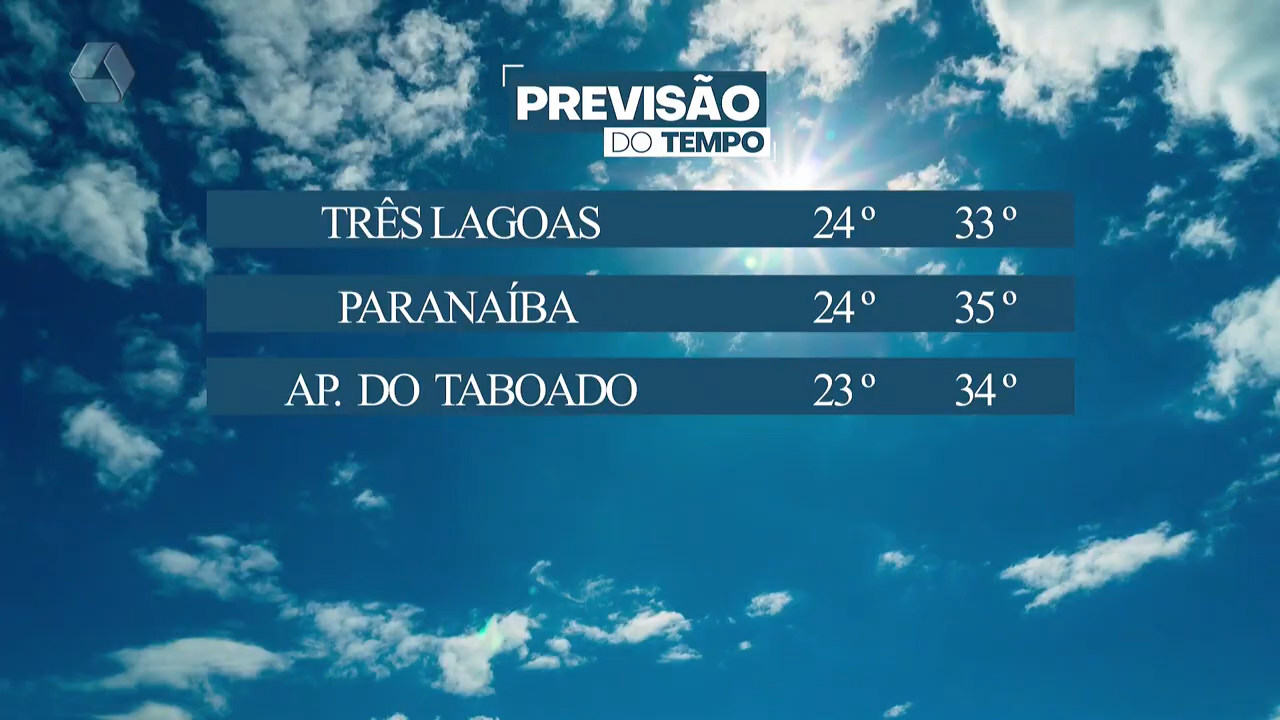 PREVISÃO
DO TEMPO
TRÊS LAGOAS 24º 33º
PARANAÍBA 24º 35º
AP. DO TABOADO 23º 34º